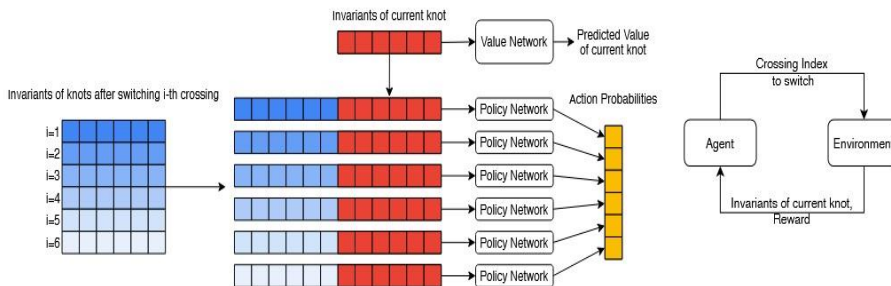 Invariants of current knot
Value Network
Predicted Value
of current knot
Invariants of knots after switching i-th crossing
i=1
i=2
i=3
i=4
i=5
i=6
Policy Network
Policy Network
Policy Network
Policy Network
Policy Network
Policy Network
Action Probabilities
Crossing Index
to switch
Agent
Environment
Invariants of current knot,
Reward